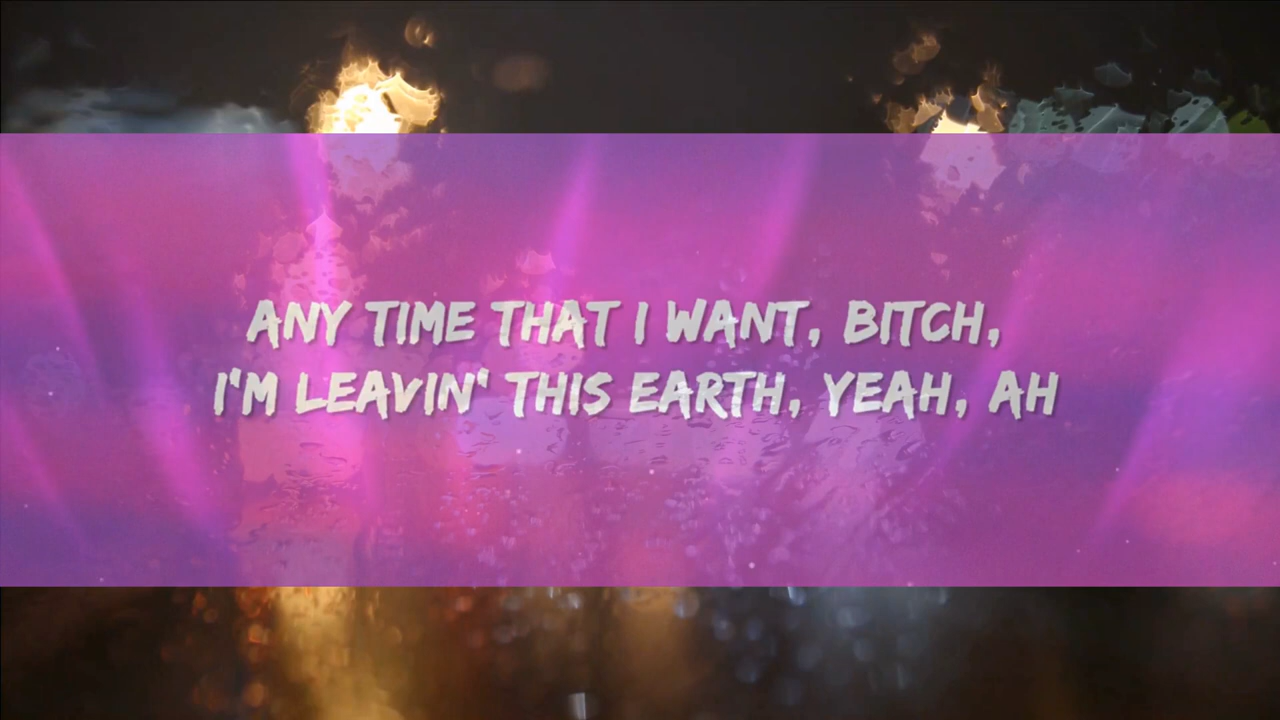 ANY TIME THAT I WANT, BITCH,
I'M LEAVIN' THIS EARTH, YEAH, AH